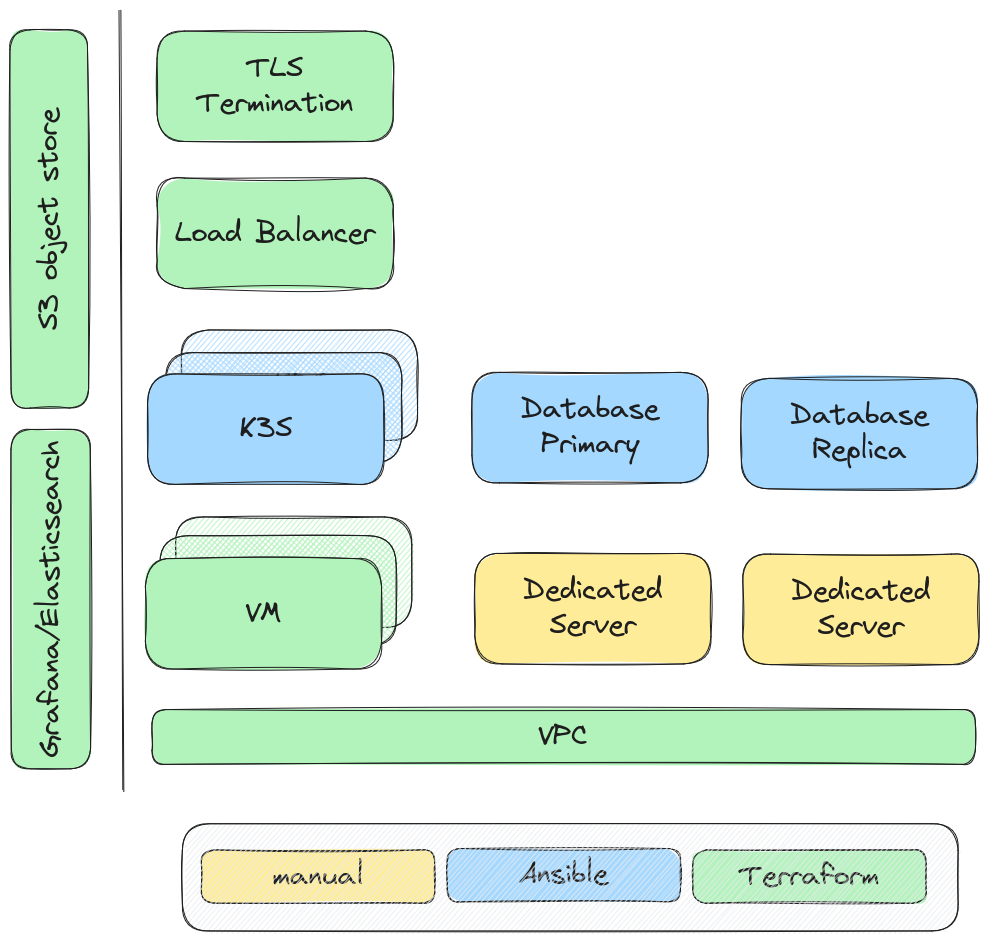 S3 object store
Grafana/Elasticsearch
TLS
Termination
Load Balancer
K3S
Database
Primary
Database
Replica
VM
Dedicated
Server
Dedicated
Server
VPC
manual
Ansible
Terraform